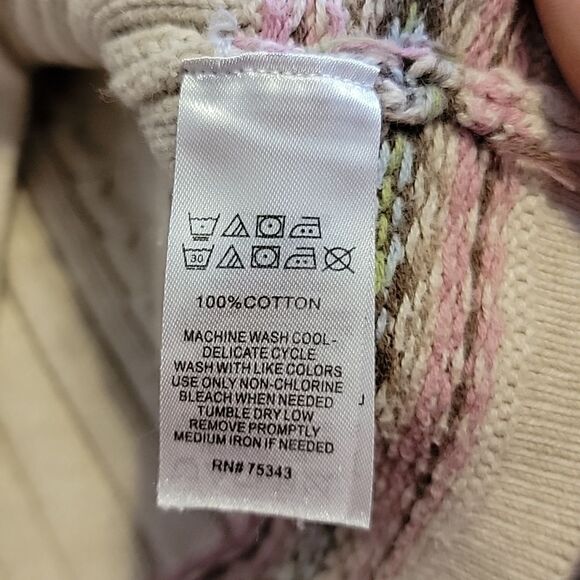 30
100%COTTON
MACHINE WASH COOL-
DELICATE CYCLE
WASH WITH LIKE COLORS
USE ONLY NON-CHLORINE
BLEACH WHEN NEEDED
TUMBLE DRY LOW
REMOVE PROMPTLY
MEDIUM IRON IF NEEDED
RN# 75343